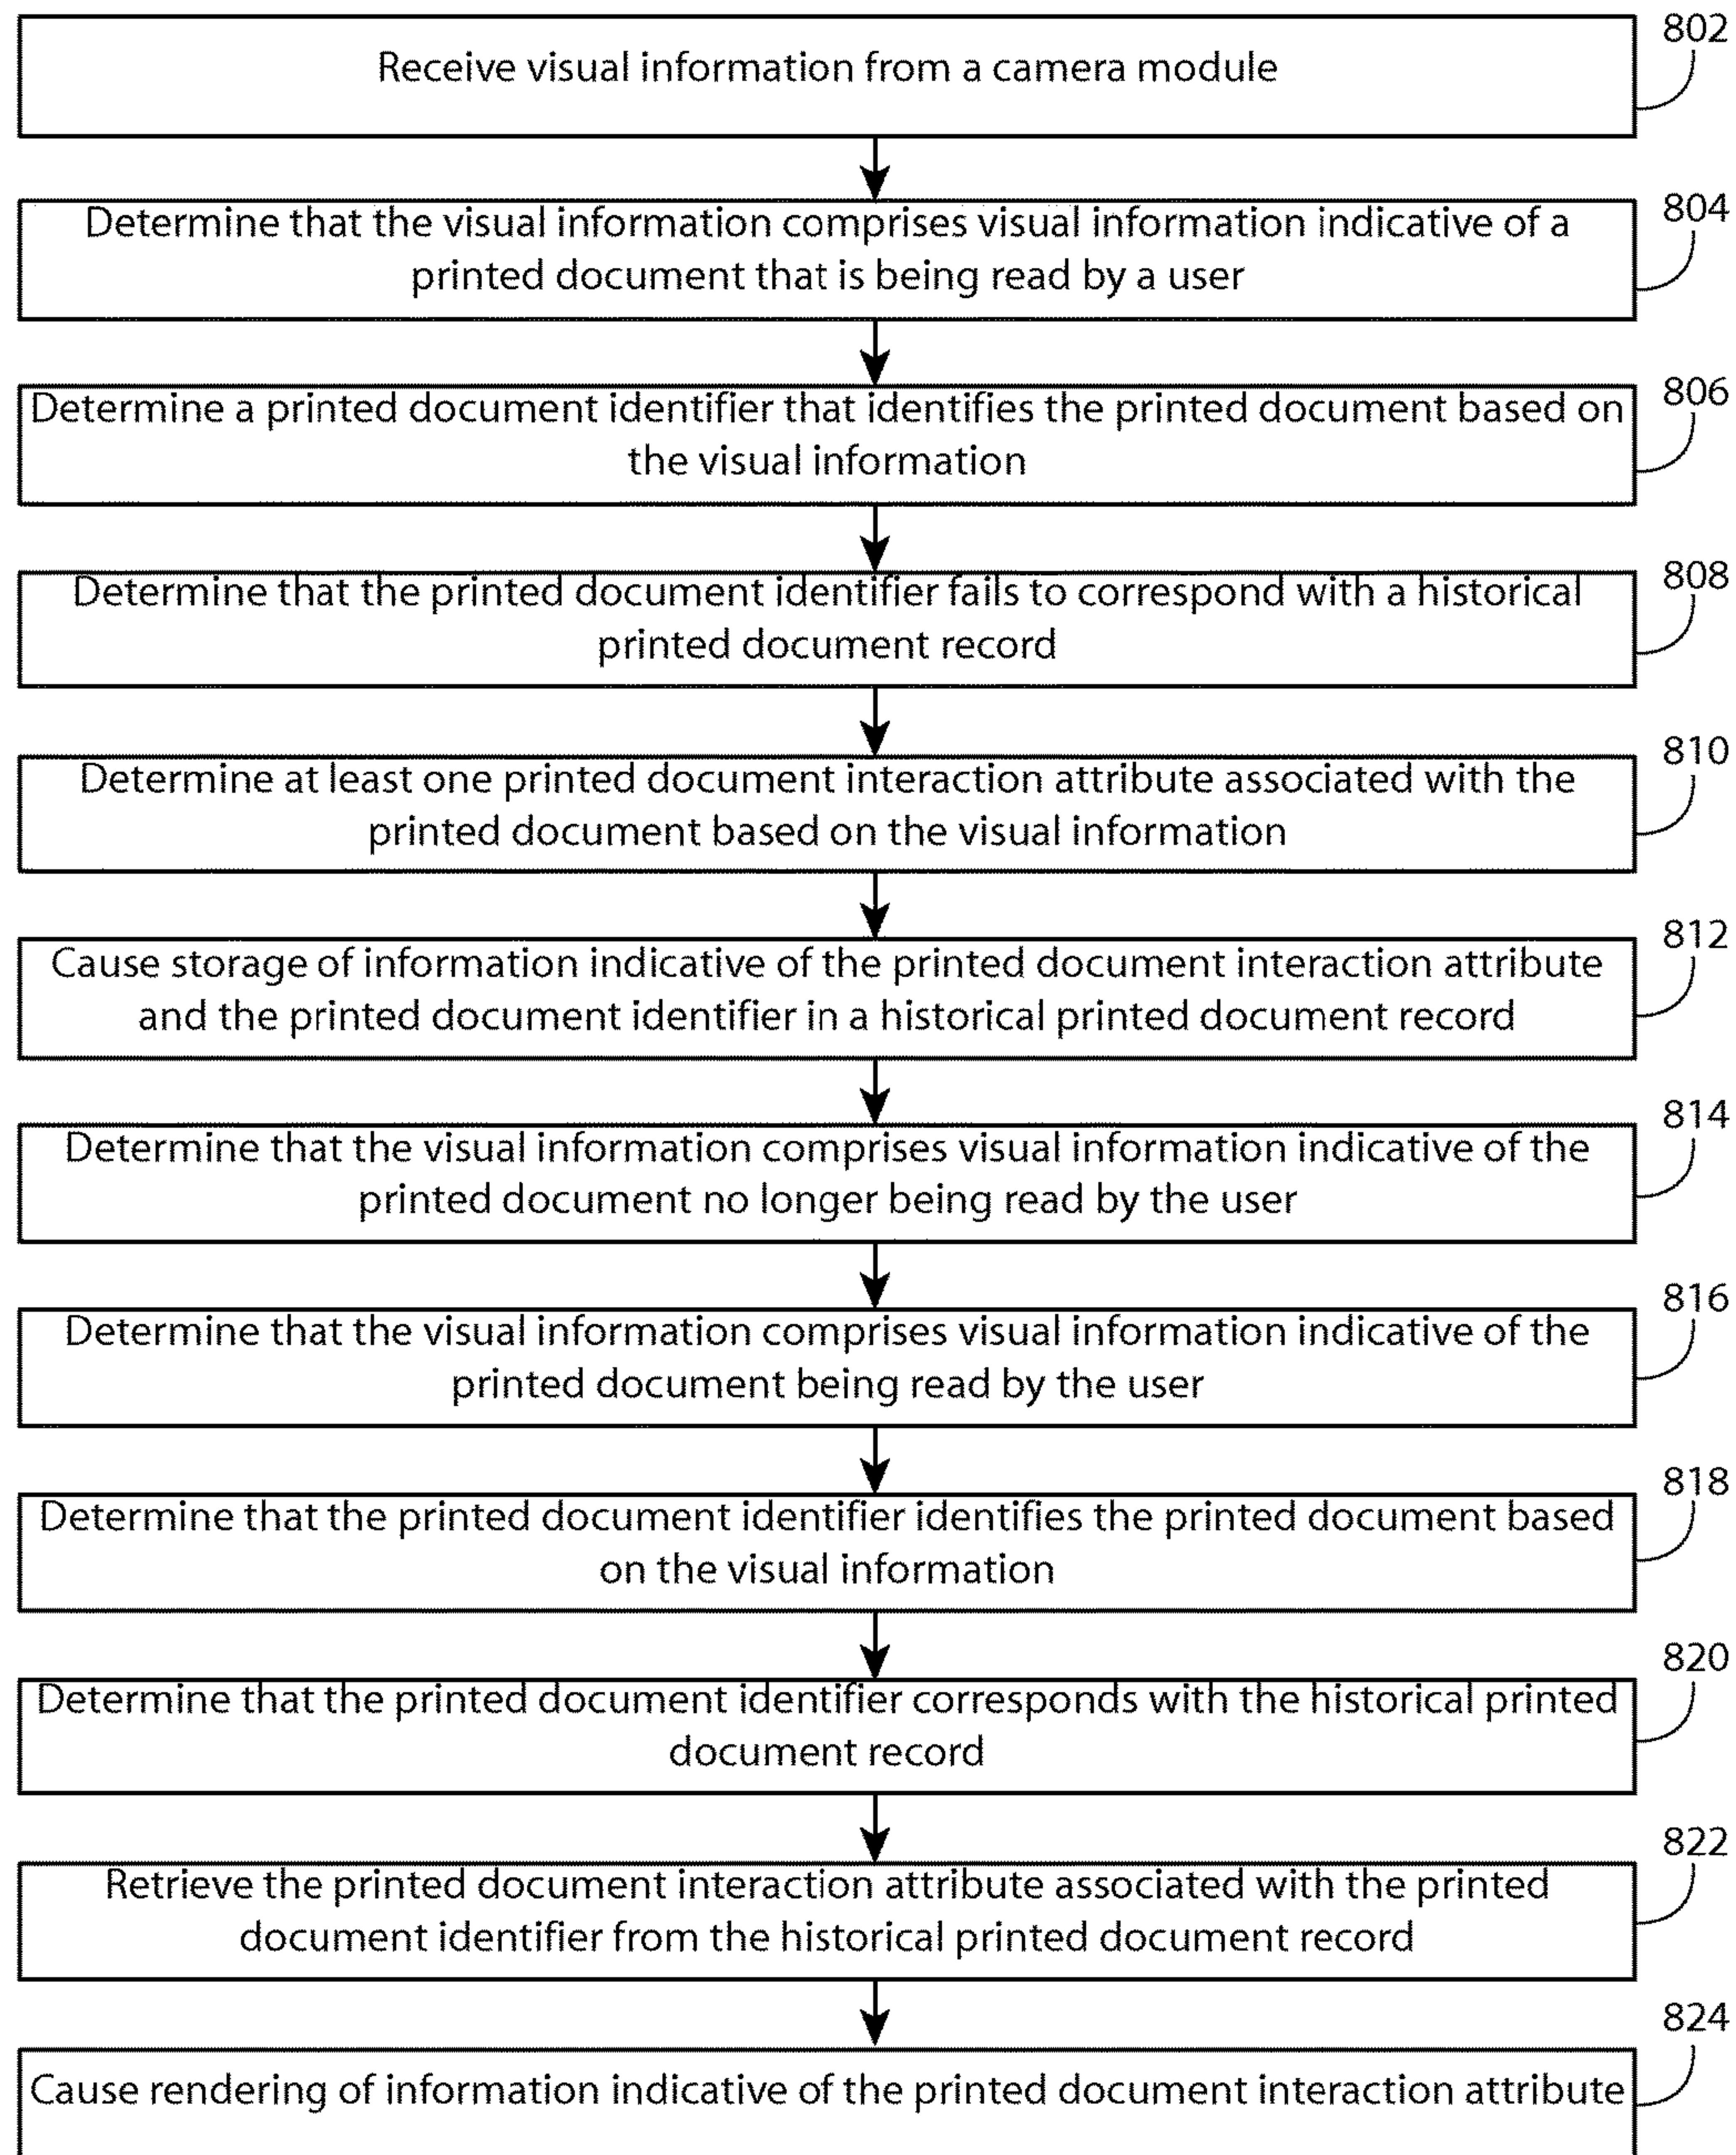 802
Receive visual information from a camera module
804
Determine that the visual information comprises visual information indicative of a
printed document that is being read by a user
806
Determine a printed document identifier that identifies the printed document based on
the visual information
808
Determine that the printed document identifier fails to correspond with a historical
printed document record
810
Determine at least one printed document interaction attribute associated with the
printed document based on the visual information
812
Cause storage of information indicative of the printed document interaction attribute
and the printed document identifier in a historical printed document record
814
Determine that the visual information comprises visual information indicative of the
printed document no longer being read by the user
816
Determine that the visual information comprises visual information indicative of the
printed document being read by the user
818
Determine that the printed document identifier identifies the printed document based
on the visual information
820
Determine that the printed document identifier corresponds with the historical printed
document record
822
Retrieve the printed document interaction attribute associated with the printed
document identifier from the historical printed document record
824
Cause rendering of information indicative of the printed document interaction attribute